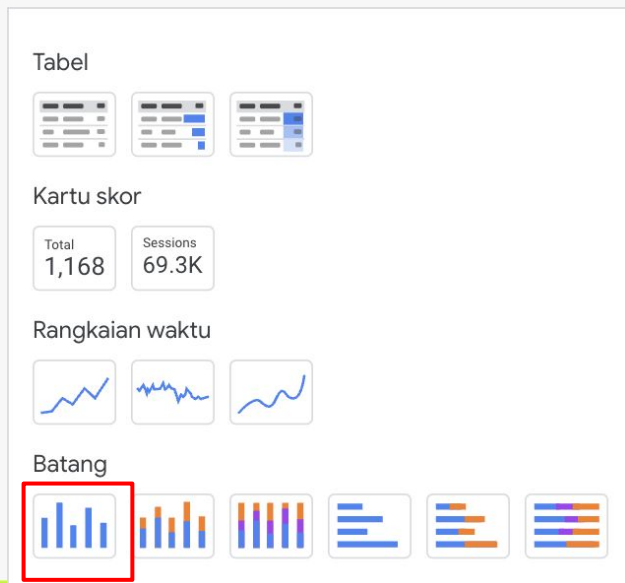 Tabel
Kartu skor
Total
1,168
Sessions
69.3K
Rangkaian waktu
Batang